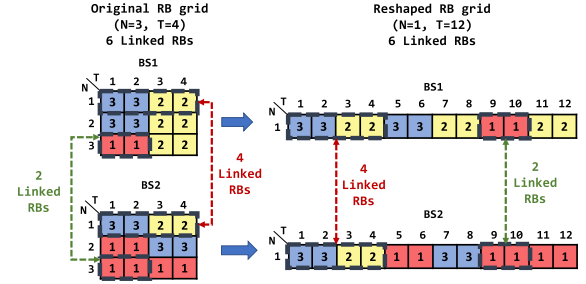 Original RB grid
(N=3, T=4)
6 Linked RBs
Reshaped RB grid
(N=1, T=12)
6 Linked RBs
BS1
T
N
1 2 3 4
1 3 3 2 2
2 3 3 2 2
3 1 1 2 2
2
Linked
RBs
4
Linked
RBs
BS2
T
N
1 2 3 4
1 3 3 2 2
2 1 1 3 3
3 1 1 1 1
BS1
T
N
1 2 3 4 5 6 7 8 9 10 11 12
1 3 3 2 2 3 3 2 2 1 1 2 2
4
Linked
RBs
2
Linked
RBs
BS2
T
N
1 2 3 4 5 6 7 8 9 10 11 12
1 3 3 2 2 1 1 3 3 1 1 1 1